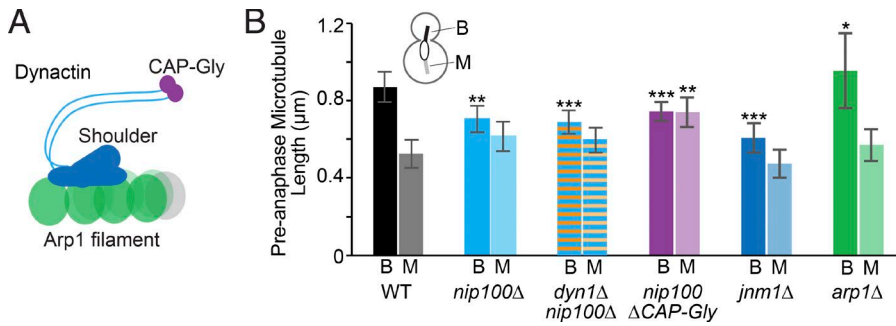 A
Dynactin
CAP-Gly
Shoulder
Arp1 filament
B
Pre-anaphase Microtubule
Length (μm)
1.2
0.8
0.4
0
B
M
** *** *** ** *** *
B M B M B M B M B M B M
WT nip100Δ dyn1Δ nip100 jnm1Δ arp1Δ
nip100Δ ΔCAP-Gly